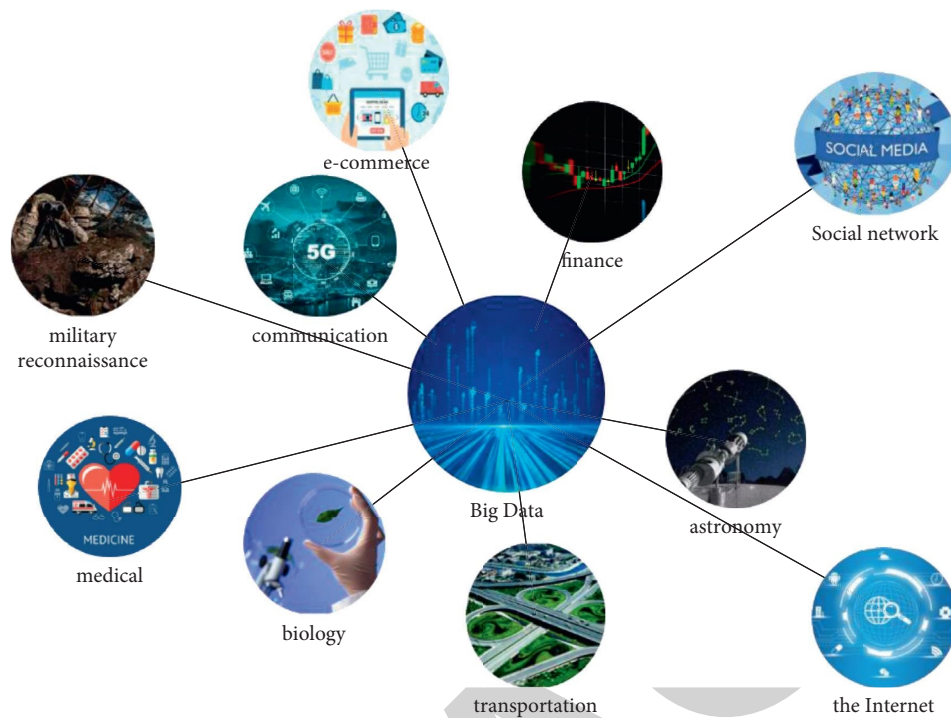 e-commerce
finance
SOCIAL MEDIA
Social network
5G
communication
military
reconnaissance
Big Data
astronomy
MEDICINE
medical
biology
transportation
the Internet